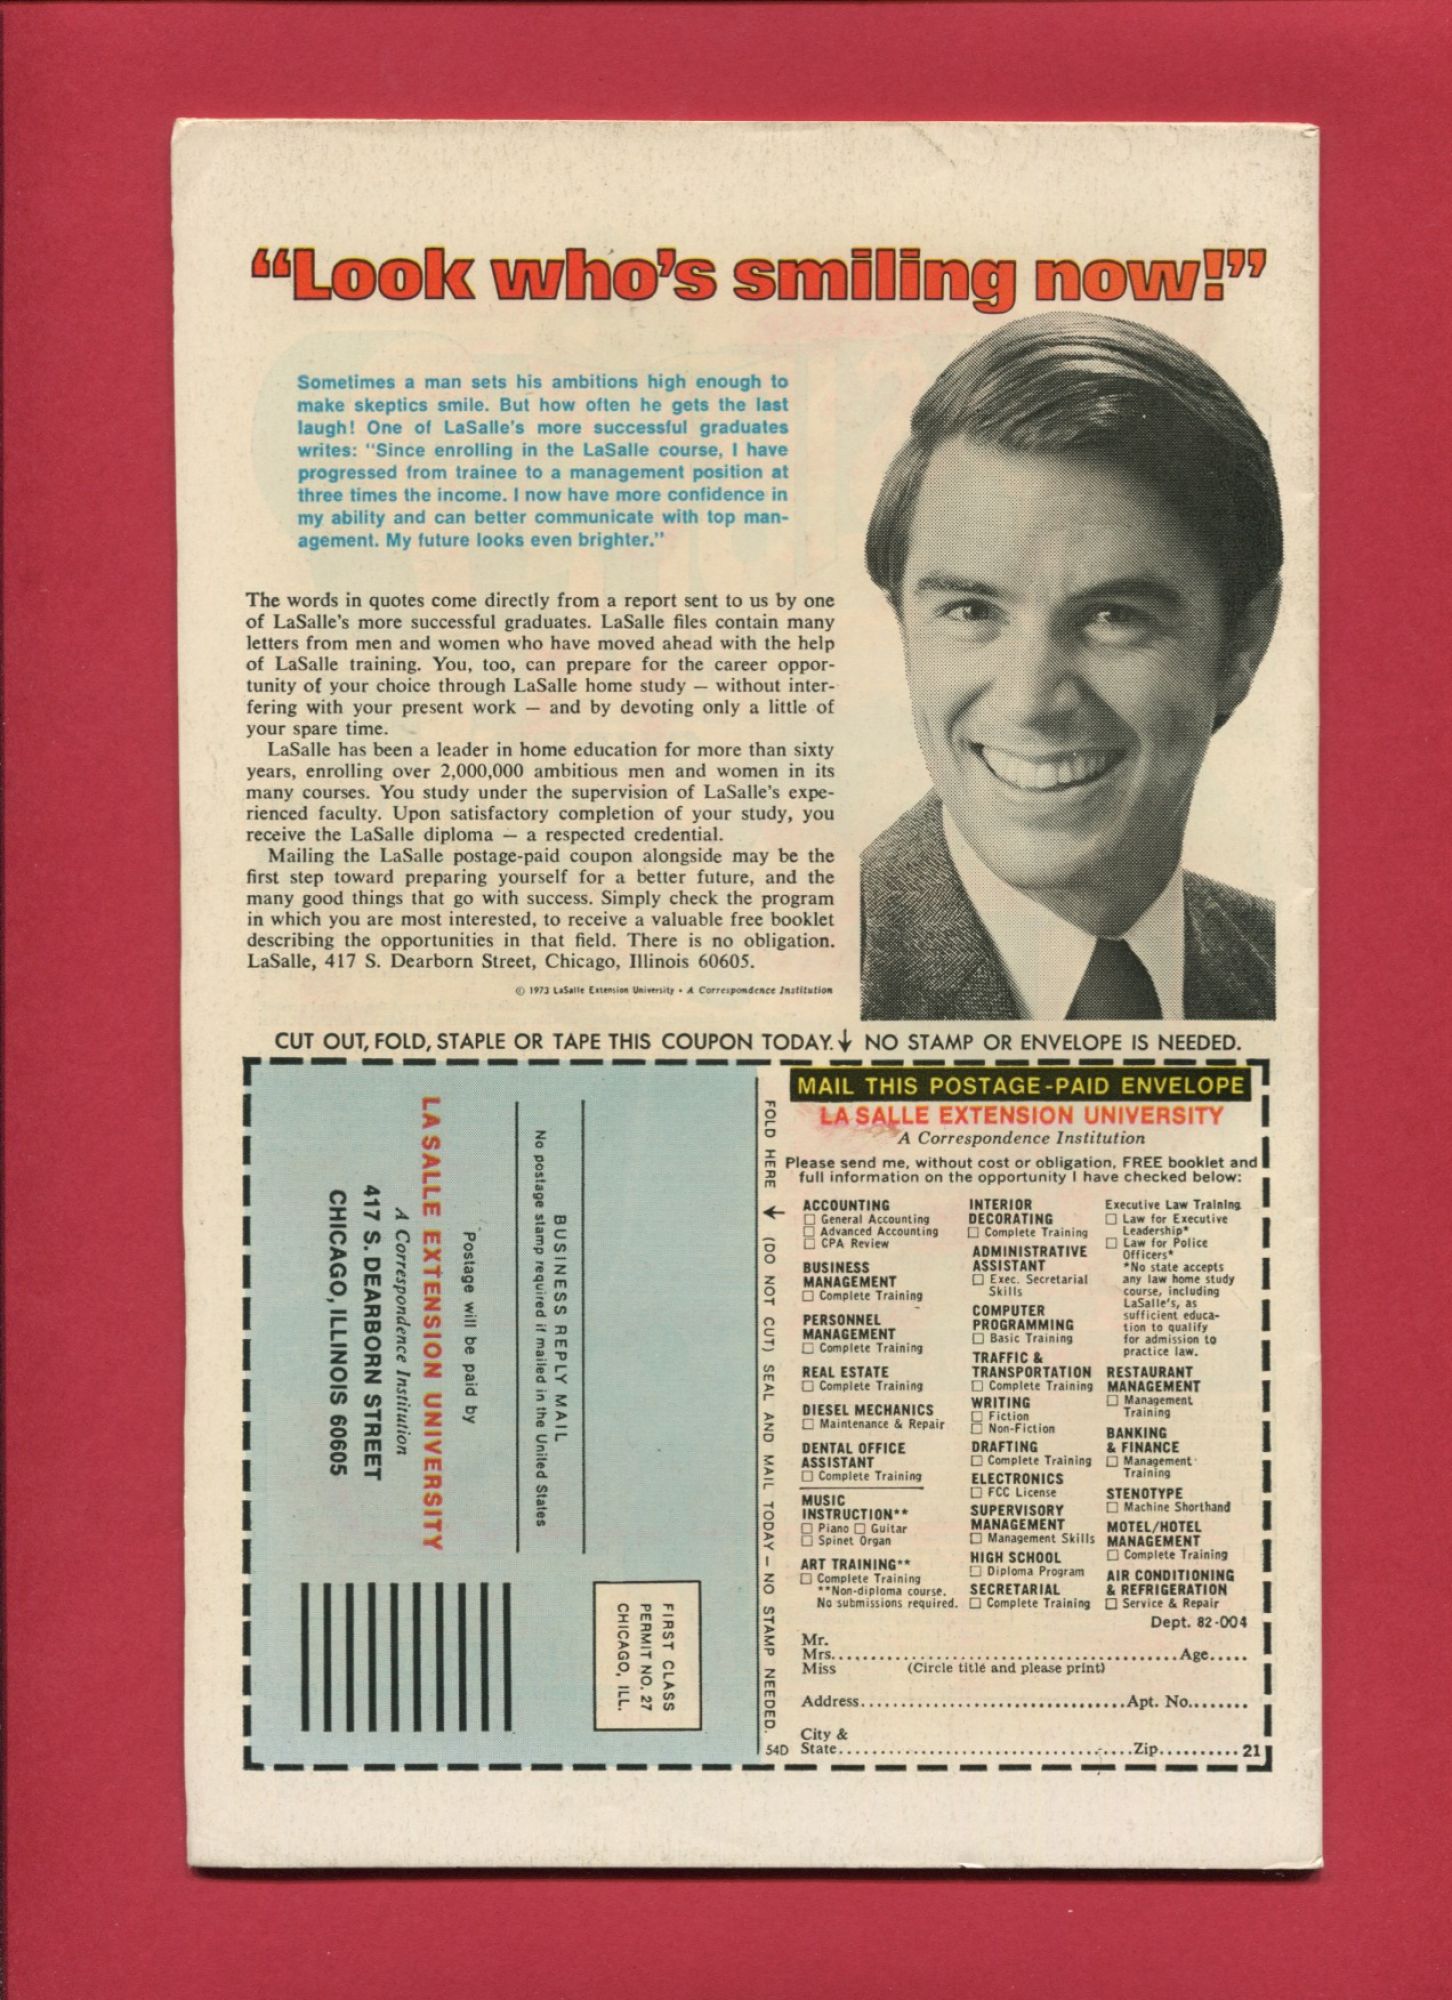 “Look who’s smiling now!”
Sometimes a man sets his ambitions high enough to
make skeptics smile. But how often he gets the last
laugh! One of LaSalle’s more successful graduates
writes: “Since enrolling in the LaSalle course, I have
progressed from trainee to a management position at
three times the income. I now have more confidence in
my ability and can better communicate with top man-
agement. My future looks even brighter.”
The words in quotes come directly from a report sent to us by one
of LaSalle’s more successful graduates. LaSalle files contain many
letters from men and women who have moved ahead with the help
of LaSalle training. You, too, can prepare for the career oppor-
tunity of your choice through LaSalle home study — without inter-
fering with your present work — and by devoting only a little of
your spare time.
LaSalle has been a leader in home education for more than sixty
years, enrolling over 2,000,000 ambitious men and women in its
many courses. You study under the supervision of LaSalle’s expe-
rienced faculty. Upon satisfactory completion of your study, you
receive the LaSalle diploma — a respected credential.
Mailing the LaSalle postage-paid coupon alongside may be the
first step toward preparing yourself for a better future, and the
many good things that go with success. Simply check the program
in which you are most interested, to receive a valuable free booklet
describing the opportunities in that field. There is no obligation.
LaSalle, 417 S. Dearborn Street, Chicago, Illinois 60605.
© 1973 LaSalle Extension University • A Correspondence Institution
CUT OUT, FOLD, STAPLE OR TAPE THIS COUPON TODAY. ↓ NO STAMP OR ENVELOPE IS NEEDED.
FIRST CLASS
PERMIT NO. 27
CHICAGO, ILL.
BUSINESS REPLY MAIL
No postage stamp required if mailed in the United States
Postage will be paid by
LA SALLE EXTENSION UNIVERSITY
A Correspondence Institution
417 S. DEARBORN STREET
CHICAGO, ILLINOIS 60605
FOLD HERE ↓ (DO NOT CUT) SEAL AND MAIL TODAY — NO STAMP NEEDED.
54D
MAIL THIS POSTAGE-PAID ENVELOPE
LA SALLE EXTENSION UNIVERSITY
A Correspondence Institution
Please send me, without cost or obligation, FREE booklet and
full information on the opportunity I have checked below:
ACCOUNTING
☐ General Accounting
☐ Advanced Accounting
☐ CPA Review
BUSINESS
MANAGEMENT
☐ Complete Training
PERSONNEL
MANAGEMENT
☐ Complete Training
REAL ESTATE
☐ Complete Training
DIESEL MECHANICS
☐ Maintenance & Repair
DENTAL OFFICE
ASSISTANT
☐ Complete Training
MUSIC
INSTRUCTION**
☐ Piano ☐ Guitar
☐ Spinet Organ
ART TRAINING**
☐ Complete Training
**Non-diploma course.
No submissions required.
INTERIOR
DECORATING
☐ Complete Training
ADMINISTRATIVE
ASSISTANT
☐ Exec. Secretarial
Skills
COMPUTER
PROGRAMMING
☐ Basic Training
TRAFFIC &
TRANSPORTATION
☐ Complete Training
WRITING
☐ Fiction
☐ Non-Fiction
DRAFTING
☐ Complete Training
ELECTRONICS
☐ FCC License
SUPERVISORY
MANAGEMENT
☐ Management Skills
HIGH SCHOOL
☐ Diploma Program
SECRETARIAL
☐ Complete Training
Executive Law Training
☐ Law for Executive
Leadership*
☐ Law for Police
Officers*
*No state accepts
any law home study
course, including
LaSalle’s, as
sufficient educa-
tion to qualify
for admission to
practice law.
RESTAURANT
MANAGEMENT
☐ Management
Training
BANKING
& FINANCE
☐ Management
Training
STENOTYPE
☐ Machine Shorthand
MOTEL/HOTEL
MANAGEMENT
☐ Complete Training
AIR CONDITIONING
& REFRIGERATION
☐ Service & Repair
Dept. 82-004
Mr.
Mrs. Age
Miss (Circle title and please print)
Address Apt. No.
City &
State Zip 21